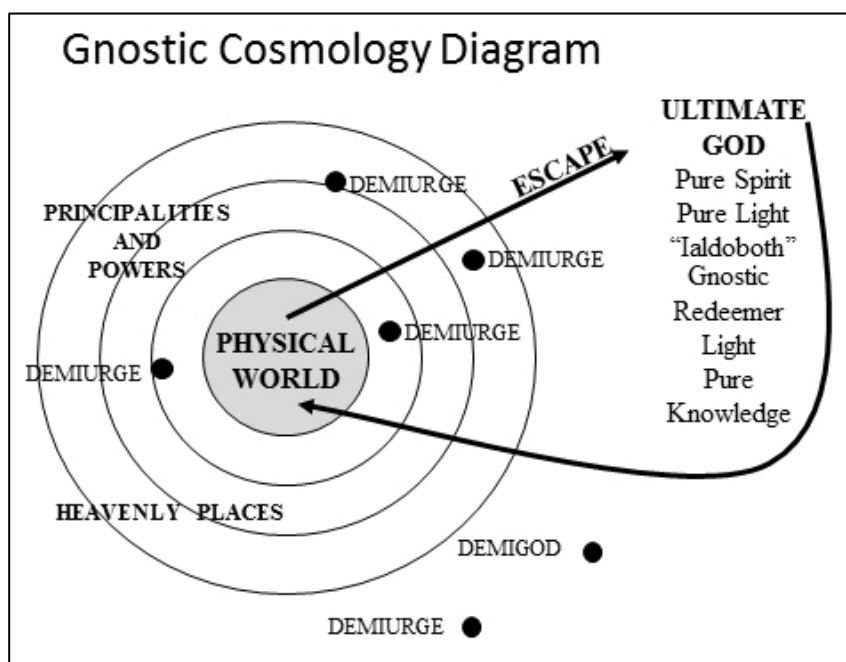 Gnostic Cosmology Diagram
ULTIMATE
GOD
Pure Spirit
Pure Light
“Ialdoboth”
Gnostic
Redeemer
Light
Pure
Knowledge
ESCAPE
DEMIURGE
PRINCIPALITIES
AND
POWERS
DEMIURGE
DEMIURGE
PHYSICAL
WORLD
DEMIURGE
HEAVENLY PLACES
DEMIGOD
DEMIURGE